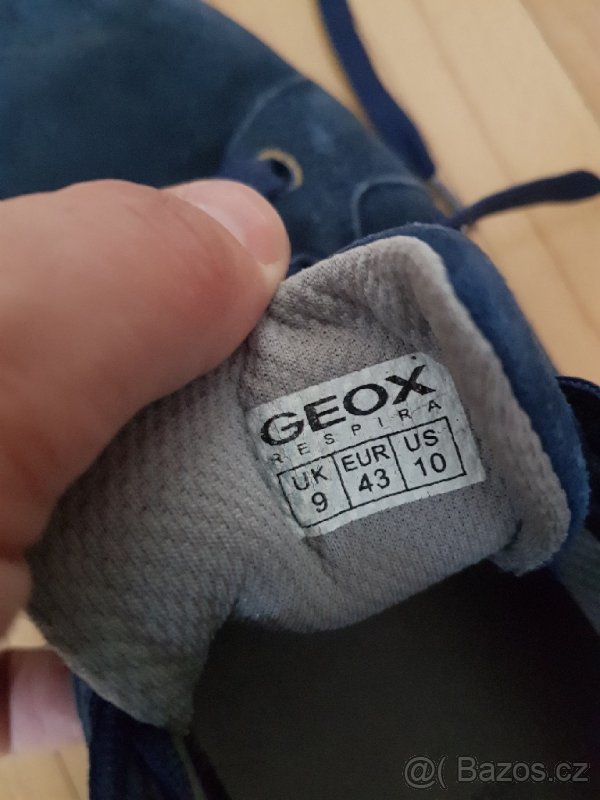 GEOX
RESPIRA
UK EUR US
9 43 10
@( Bazos.cz